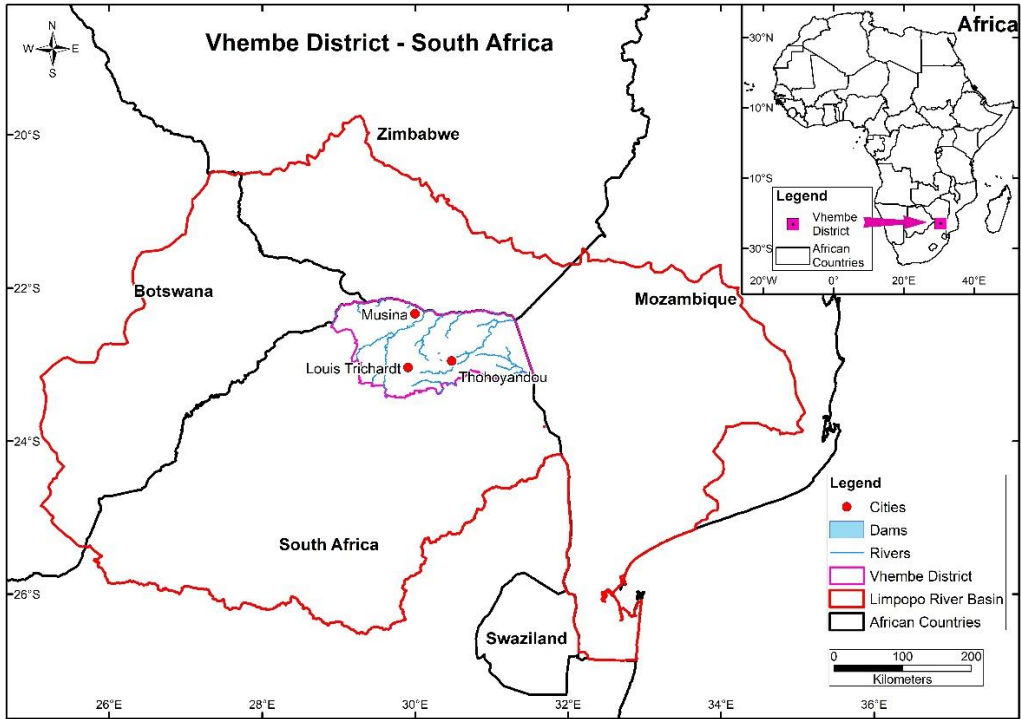 Vhembe District - South Africa
N
W E
S
Africa
30°N
10°N
10°S
30°S
20°W
0°
20°E
40°E
Legend
Vhembe
District
African
Countries
20°S
22°S
24°S
26°S
Zimbabwe
Botswana
Mozambique
Musina
Louis Trichardt
Thohoyandou
South Africa
Swaziland
Legend
Cities
Dams
Rivers
Vhembe District
Limpopo River Basin
African Countries
0 100 200
Kilometers
26°E
28°E
30°E
32°E
34°E
36°E